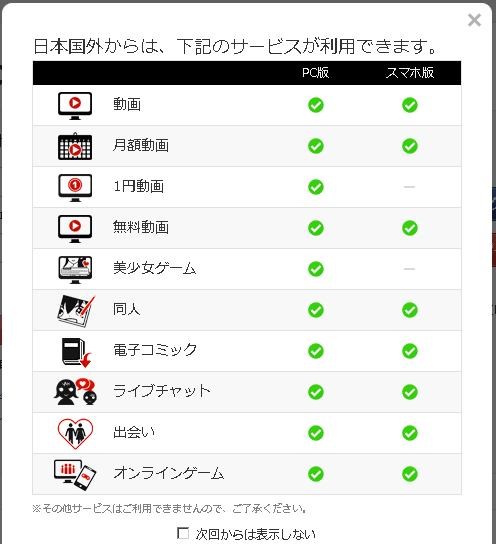 日本国外からは、下記のサービスが利用できます。
PC版 スマホ版
動画
月額動画
1円動画
無料動画
美少女ゲーム
同人
電子コミック
ライブチャット
出会い
オンラインゲーム
※その他サービスはご利用できませんので、ご了承ください。
次回からは表示しない